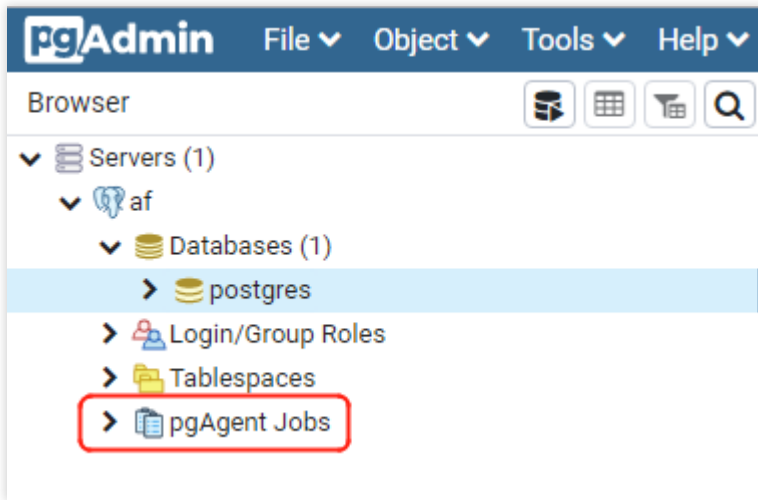 pgAdmin File Object Tools Help
Browser
Servers (1)
af
Databases (1)
postgres
Login/Group Roles
Tablespaces
pgAgent Jobs